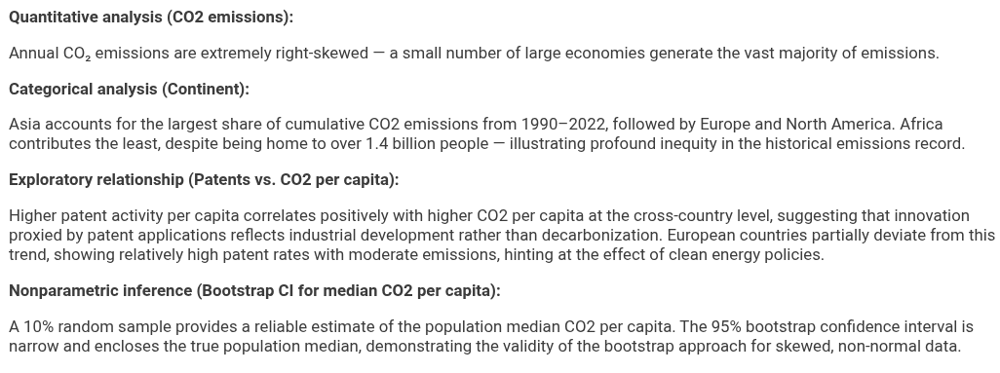 Quantitative analysis (CO2 emissions):
Annual CO₂ emissions are extremely right-skewed — a small number of large economies generate the vast majority of emissions.
Categorical analysis (Continent):
Asia accounts for the largest share of cumulative CO2 emissions from 1990–2022, followed by Europe and North America. Africa
contributes the least, despite being home to over 1.4 billion people — illustrating profound inequity in the historical emissions record.
Exploratory relationship (Patents vs. CO2 per capita):
Higher patent activity per capita correlates positively with higher CO2 per capita at the cross-country level, suggesting that innovation
proxied by patent applications reflects industrial development rather than decarbonization. European countries partially deviate from this
trend, showing relatively high patent rates with moderate emissions, hinting at the effect of clean energy policies.
Nonparametric inference (Bootstrap CI for median CO2 per capita):
A 10% random sample provides a reliable estimate of the population median CO2 per capita. The 95% bootstrap confidence interval is
narrow and encloses the true population median, demonstrating the validity of the bootstrap approach for skewed, non-normal data.